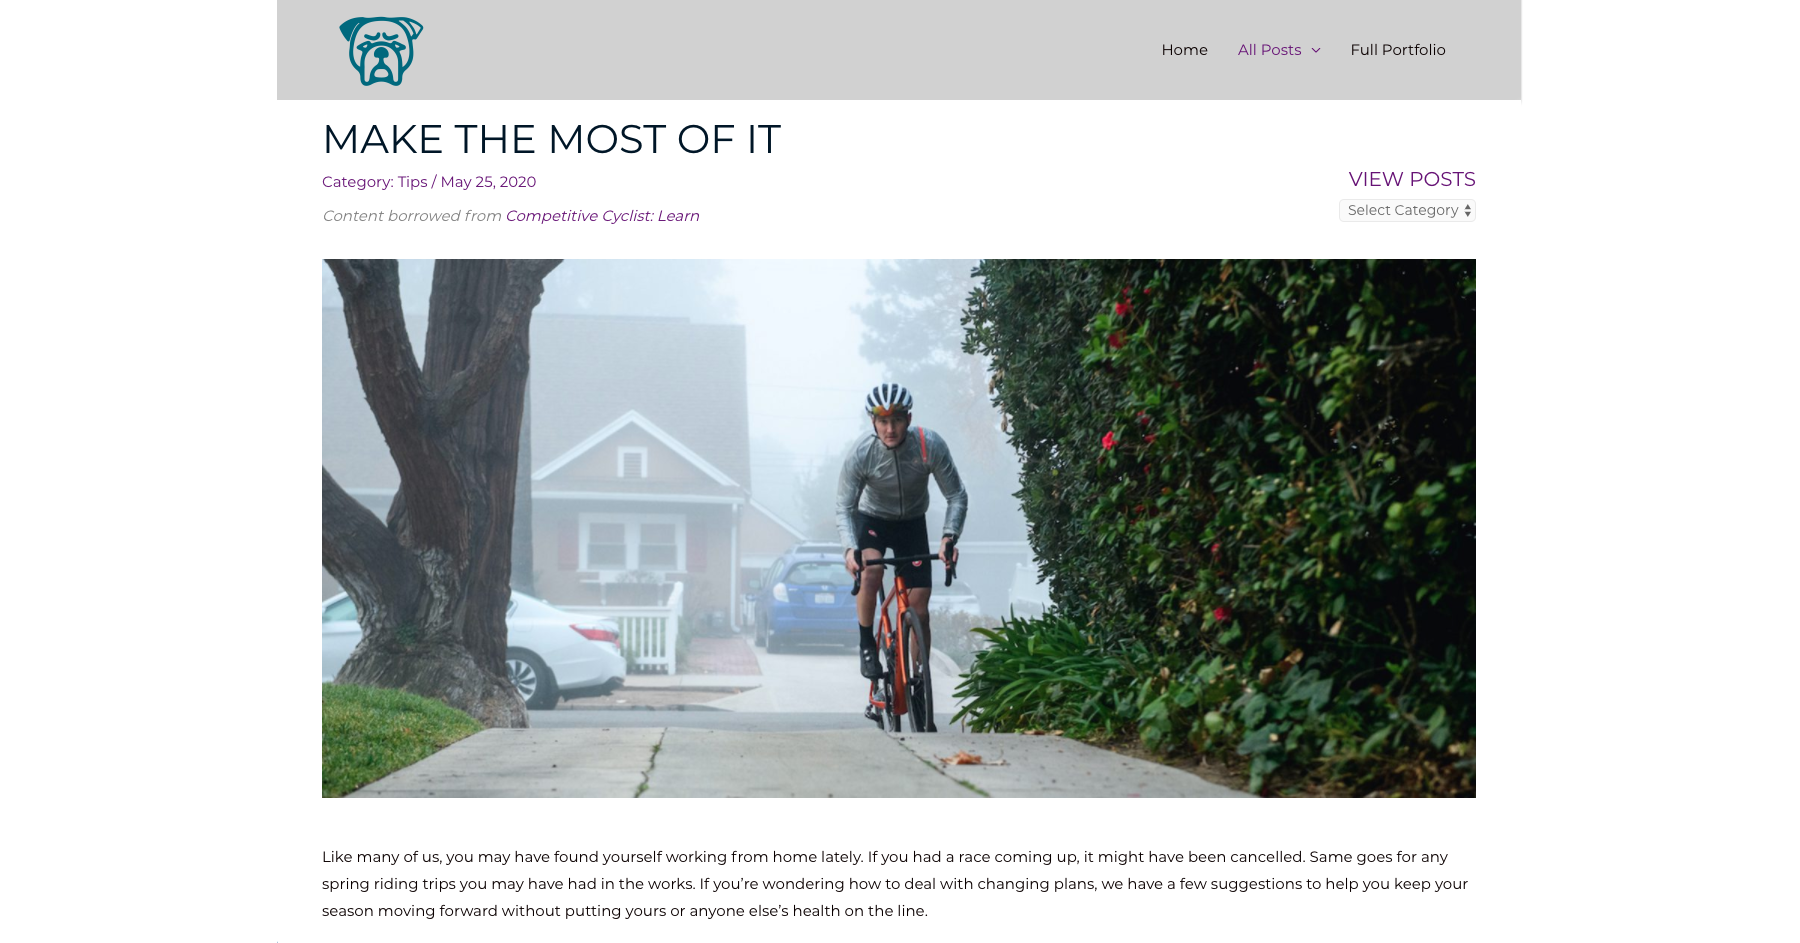 Home
All Posts
Full Portfolio
MAKE THE MOST OF IT
Category: Tips / May 25, 2020
Content borrowed from Competitive Cyclist: Learn
VIEW POSTS
Select Category
Like many of us, you may have found yourself working from home lately. If you had a race coming up, it might have been cancelled. Same goes for any
spring riding trips you may have had in the works. If you’re wondering how to deal with changing plans, we have a few suggestions to help you keep your
season moving forward without putting yours or anyone else’s health on the line.